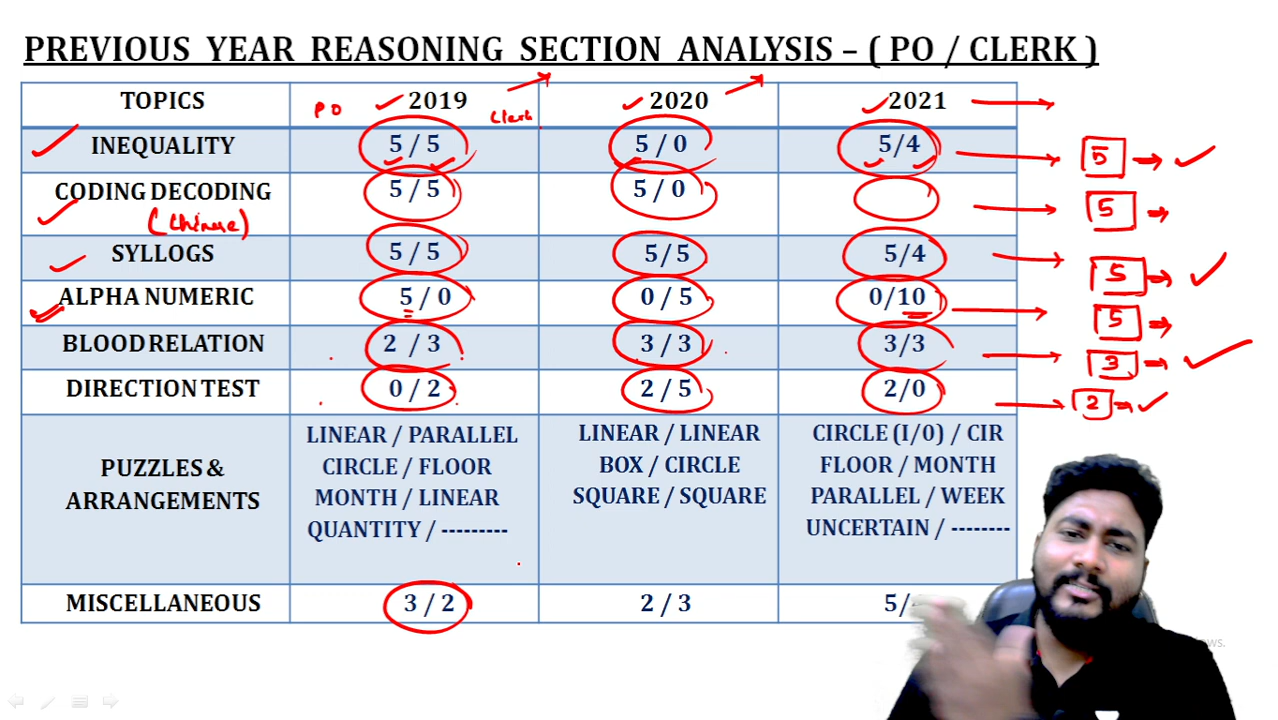 PREVIOUS YEAR REASONING SECTION ANALYSIS – ( PO / CLERK )
TOPICS 2019 2020 2021
PO Clerk
INEQUALITY 5 / 5 5 / 0 5/4 5
CODING DECODING 5 / 5 5 / 0 5
(Chinese)
SYLLOGS 5 / 5 5/5 5/4 5
ALPHA NUMERIC 5 / 0 0 / 5 0/10 5
BLOOD RELATION 2 / 3 3 / 3 3/3 3
DIRECTION TEST 0 / 2 2 / 5 2/0 2
PUZZLES &
ARRANGEMENTS
LINEAR / PARALLEL
CIRCLE / FLOOR
MONTH / LINEAR
QUANTITY / ---------
LINEAR / LINEAR
BOX / CIRCLE
SQUARE / SQUARE
CIRCLE (I/0) / CIR
FLOOR / MONTH
PARALLEL / WEEK
UNCERTAIN / --------
MISCELLANEOUS 3 / 2 2 / 3 5/